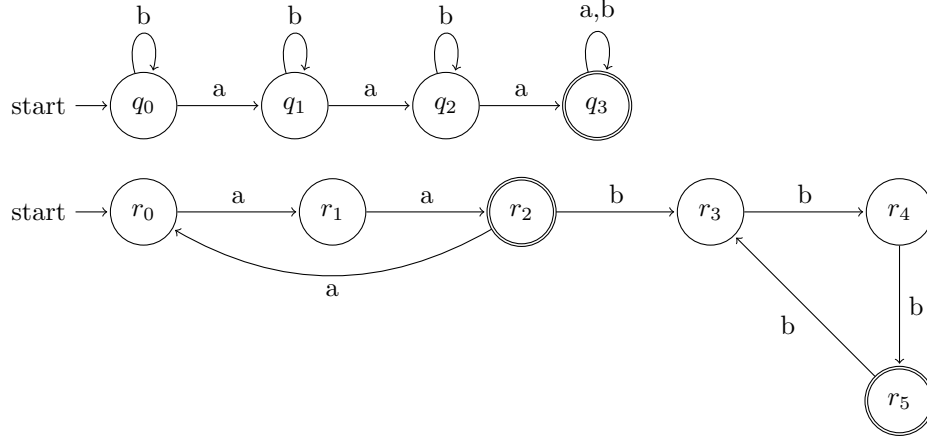 b b b a,b
start q₀ a q₁ a q₂ a q₃
start r₀ a r₁ a r₂ b r₃ b r₄
a
b b
r₅